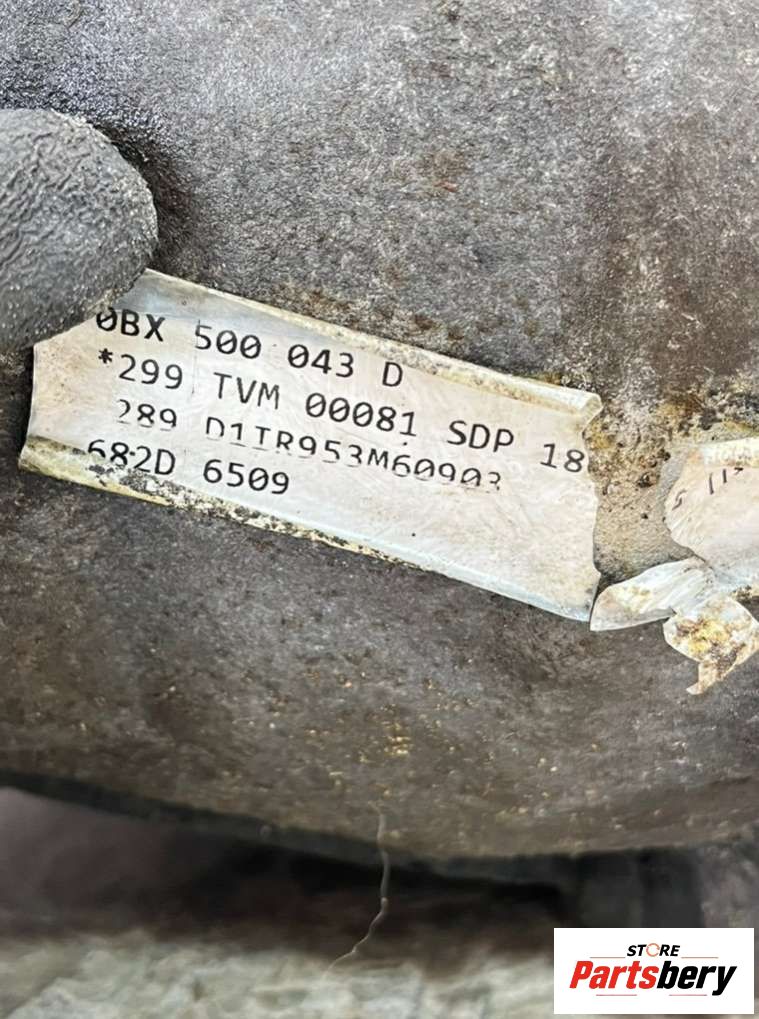 0BX 500 043 D
*299 TVM 00081 SDP 18
289 D1TR953M60903
682D 6509
STORE
Partsbery